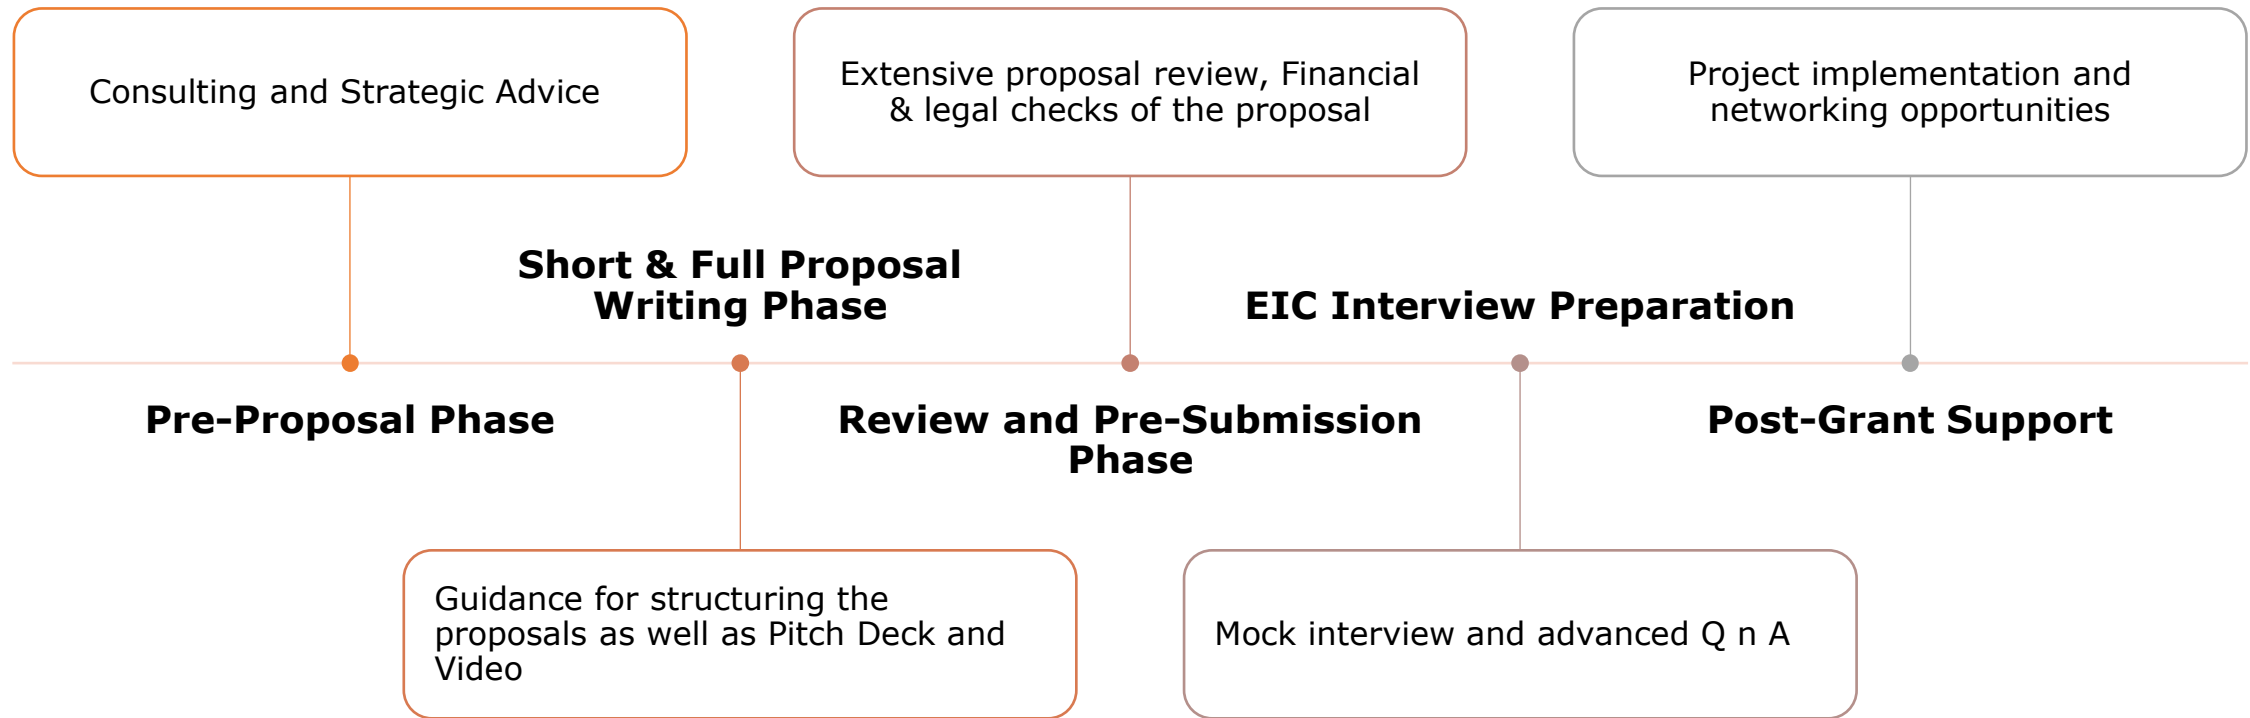 Consulting and Strategic Advice
Extensive proposal review, Financial
& legal checks of the proposal
Project implementation and
networking opportunities
Short & Full Proposal
Writing Phase
EIC Interview Preparation
Pre-Proposal Phase
Review and Pre-Submission
Phase
Post-Grant Support
Guidance for structuring the
proposals as well as Pitch Deck and
Video
Mock interview and advanced Q n A